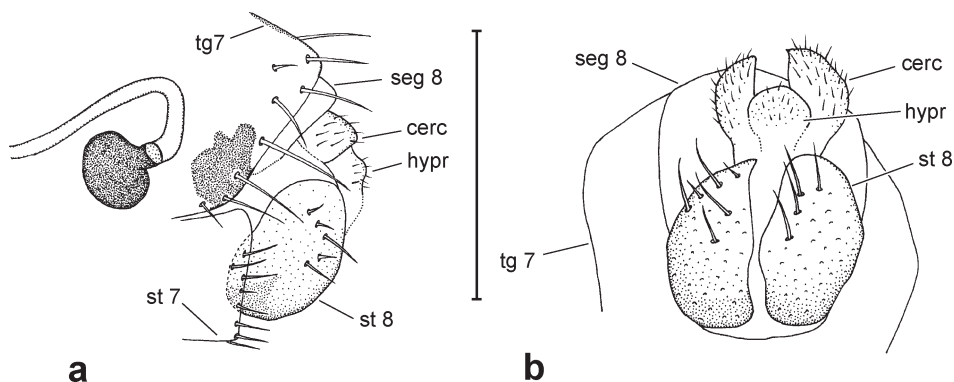 tg7
seg 8
cerc
hypr
st 7
st 8
a
seg 8
cerc
hypr
st 8
tg 7
b